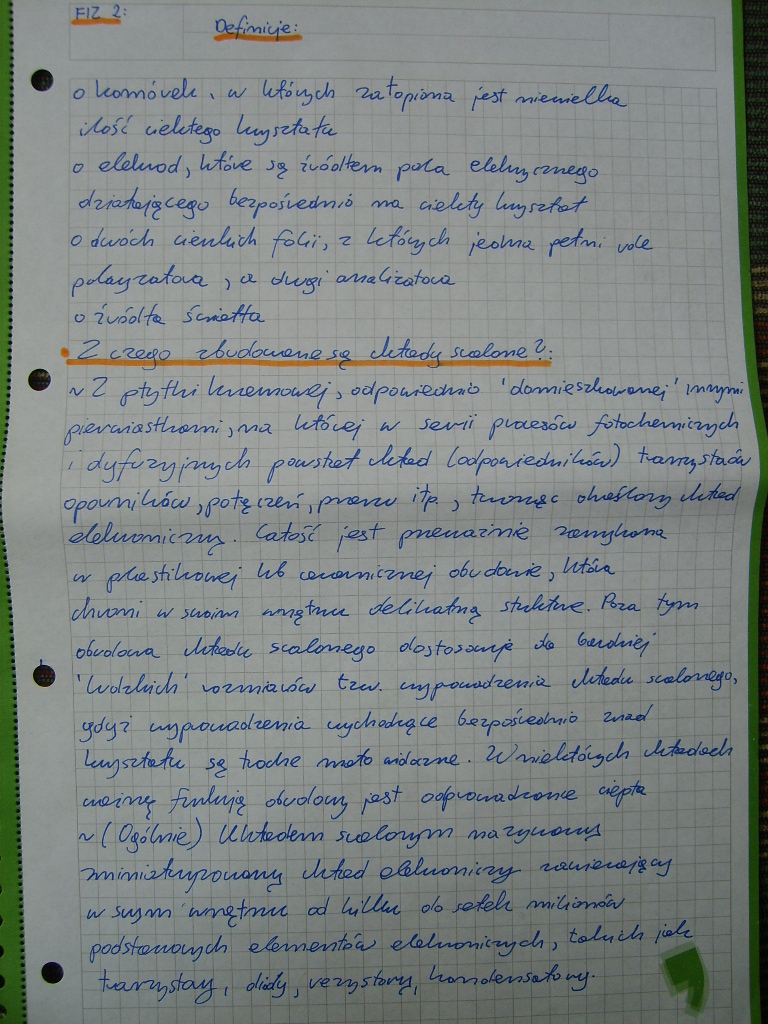 FIZ 2:
Definicje:
o komórek, w których zatopiona jest niewielka
ilość ciekłego kryształu
o elektrod, które są źródłem pola elektrycznego
działającego bezpośrednio na ciekły kryształ
o dwóch cienkich folii, z których jedna pełni rolę
polaryzatora, a drugi analizatora
o źródła światła
• Z czego zbudowane są układy scalone?:
~ Z płytki krzemowej, odpowiednio 'domieszkowanej' innymi
pierwiastkami, na której w serii procesów fotochemicznych
i dyfuzyjnych powstał układ (odpowiedników) tranzystorów
oporników, połączeń, przerw itp., tworząc określony układ
elektroniczny. Całość jest przeważnie zamykana
w plastikowej lub ceramicznej obudowie, która
chroni w swoim wnętrzu delikatną strukturę. Poza tym
obudowa układu scalonego dostosowuje do bardziej
'ludzkich' rozmiarów tzw. wyprowadzenia układu scalonego,
gdyż wyprowadzenia wychodzące bezpośrednio znad
kryształu są trochę mało widoczne. W niektórych układach
ważną funkcją obudowy jest odprowadzanie ciepła
~ (Ogólnie) Układem scalonym nazywamy
zminiaturyzowany układ elektroniczny zawierający
w swym wnętrzu od kilku do setek milionów
podstawowych elementów elektronicznych, takich jak
tranzystory, diody, rezystory, kondensatory.